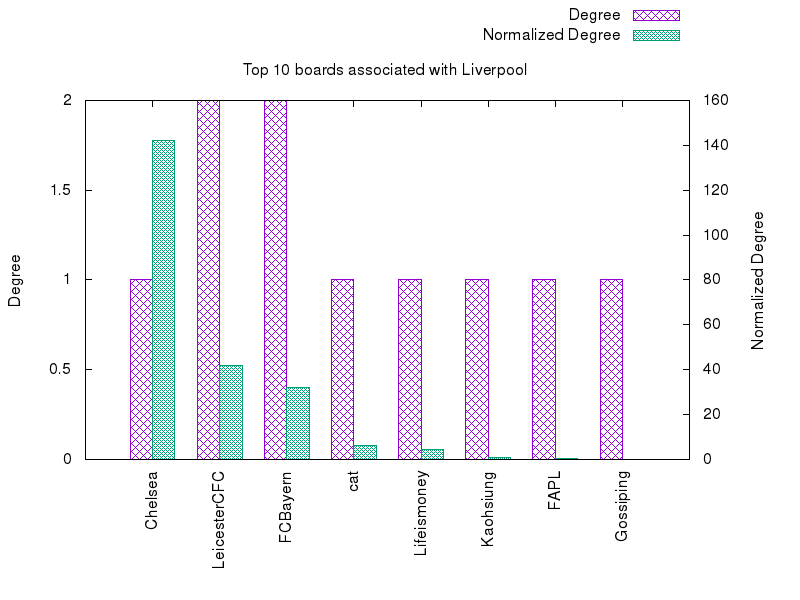 Degree
Normalized Degree
Top 10 boards associated with Liverpool
2
1.5
1
0.5
0
160
140
120
100
80
60
40
20
0
Degree
Normalized Degree
Chelsea
LeicesterCFC
FCBayern
cat
Lifeismoney
Kaohsiung
FAPL
Gossiping